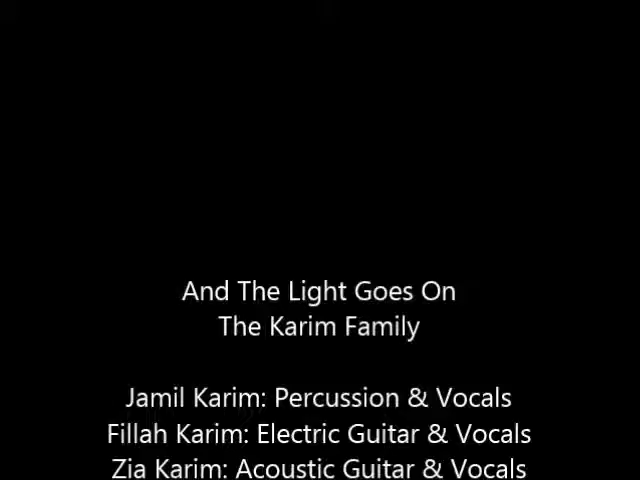 And The Light Goes On
The Karim Family
Jamil Karim: Percussion & Vocals
Fillah Karim: Electric Guitar & Vocals
Zia Karim: Acoustic Guitar & Vocals